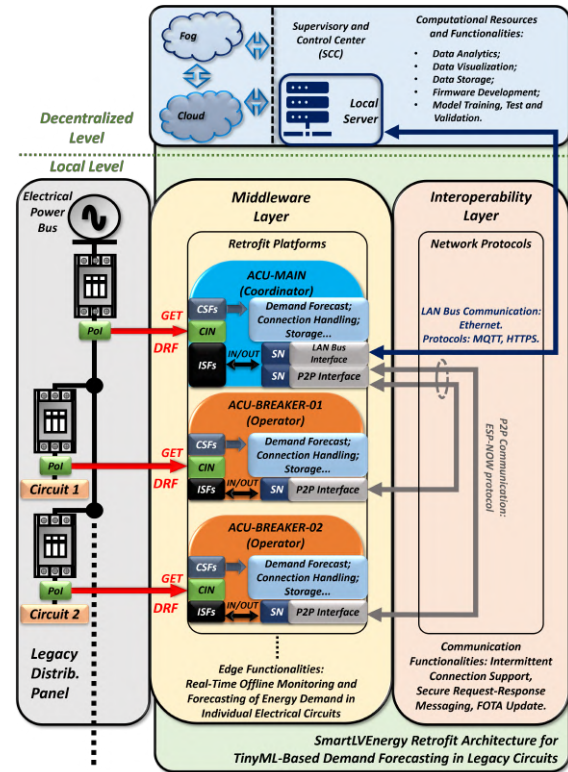 Fog
Cloud
Supervisory and
Control Center
(SCC)
Local
Server
Computational Resources
and Functionalities:
• Data Analytics;
• Data Visualization;
• Data Storage;
• Firmware Development;
• Model Training, Test and
Validation.
Decentralized
Level
Local Level
Electrical
Power
Bus
PoI
PoI
Circuit 1
PoI
Circuit 2
Legacy
Distrib.
Panel
GET
DRF
GET
DRF
GET
DRF
Middleware
Layer
Retrofit Platforms
ACU-MAIN
(Coordinator)
CSFs
CIN
ISFs
Demand Forecast;
Connection Handling;
Storage...
IN/OUT
SN
LAN Bus
Interface
SN
P2P Interface
ACU-BREAKER-01
(Operator)
CSFs
CIN
ISFs
Demand Forecast;
Connection Handling;
Storage...
IN/OUT
SN
P2P Interface
ACU-BREAKER-02
(Operator)
CSFs
CIN
ISFs
Demand Forecast;
Connection Handling;
Storage...
IN/OUT
SN
P2P Interface
Edge Functionalities:
Real-Time Offline Monitoring and
Forecasting of Energy Demand in
Individual Electrical Circuits
Interoperability
Layer
Network Protocols
LAN Bus Communication:
Ethernet.
Protocols: MQTT, HTTPS.
P2P Communication:
ESP-NOW protocol
Communication
Functionalities: Intermittent
Connection Support,
Secure Request-Response
Messaging, FOTA Update.
SmartLVEnergy Retrofit Architecture for
TinyML-Based Demand Forecasting in Legacy Circuits